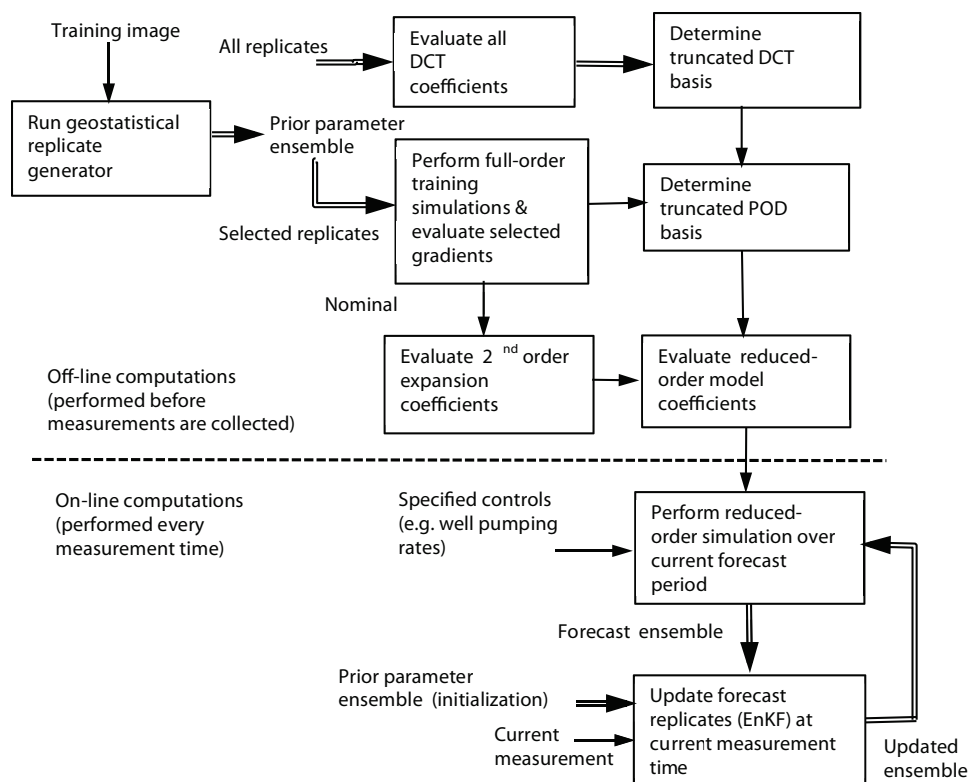 Training image
All replicates
Evaluate all
DCT
coefficients
Determine
truncated DCT
basis
Run geostatistical
replicate
generator
Prior parameter
ensemble
Selected replicates
Perform full-order
training
simulations &
evaluate selected
gradients
Determine
truncated POD
basis
Nominal
Evaluate 2 nd order
expansion
coefficients
Evaluate reduced-
order model
coefficients
Off-line computations
(performed before
measurements are collected)
On-line computations
(performed every
measurement time)
Specified controls
(e.g. well pumping
rates)
Perform reduced-
order simulation over
current forecast
period
Forecast ensemble
Prior parameter
ensemble (initialization)
Current
measurement
Update forecast
replicates (EnKF) at
current measurement
time
Updated
ensemble